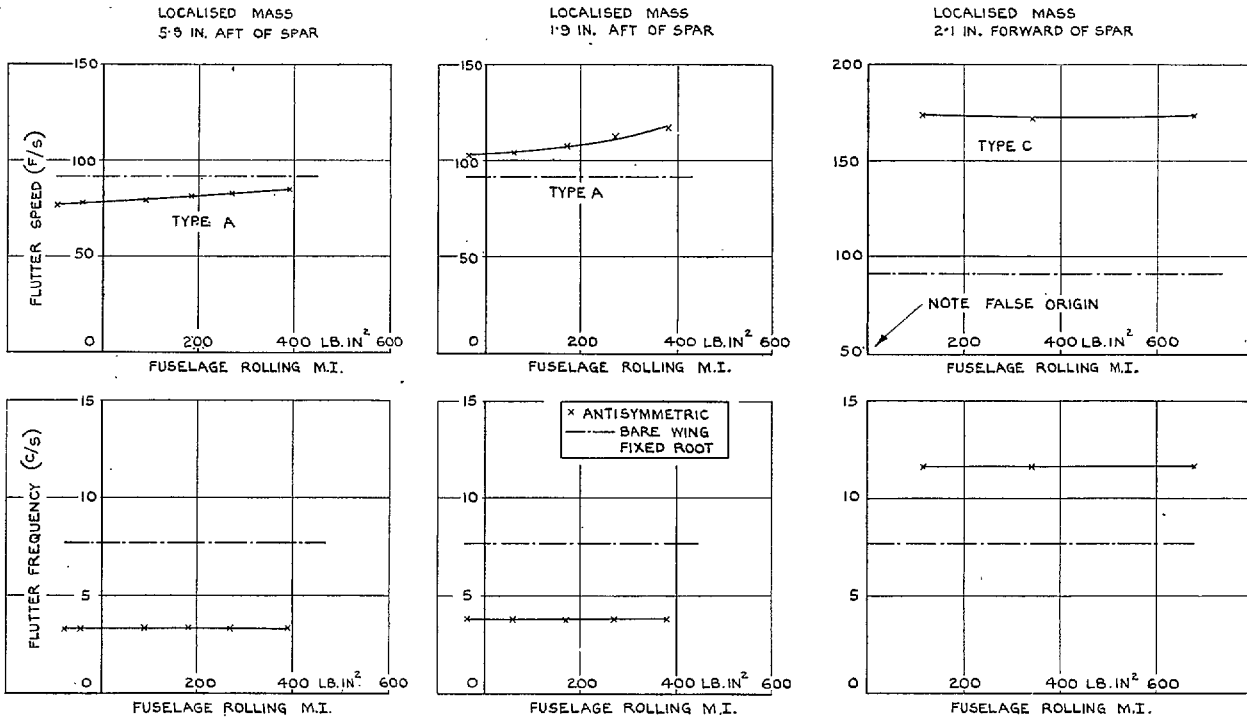 LOCALISED MASS
5·9 IN. AFT OF SPAR
LOCALISED MASS
1·9 IN. AFT OF SPAR
LOCALISED MASS
2·1 IN. FORWARD OF SPAR
FLUTTER SPEED (F/S)
150
100
50
0
200
400 LB.IN²
600
TYPE A
FUSELAGE ROLLING M.I.
150
100
50
0
200
400 LB.IN²
600
TYPE A
FUSELAGE ROLLING M.I.
200
150
100
50
200
400 LB.IN²
600
TYPE C
NOTE FALSE ORIGIN
FUSELAGE ROLLING M.I.
FLUTTER FREQUENCY (C/S)
15
10
5
0
200
400 LB.IN²
600
FUSELAGE ROLLING M.I.
15
× ANTISYMMETRIC
BARE WING
FIXED ROOT
10
5
0
200
400 LB.IN²
600
FUSELAGE ROLLING M.I.
15
10
5
0
200
400 LB.IN²
600
FUSELAGE ROLLING M.I.